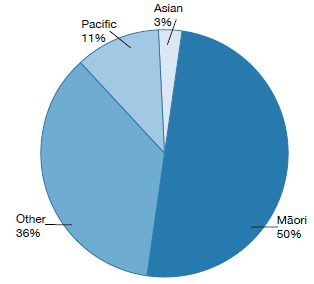 Asian
3%
Pacific
11%
Other
36%
Māori
50%